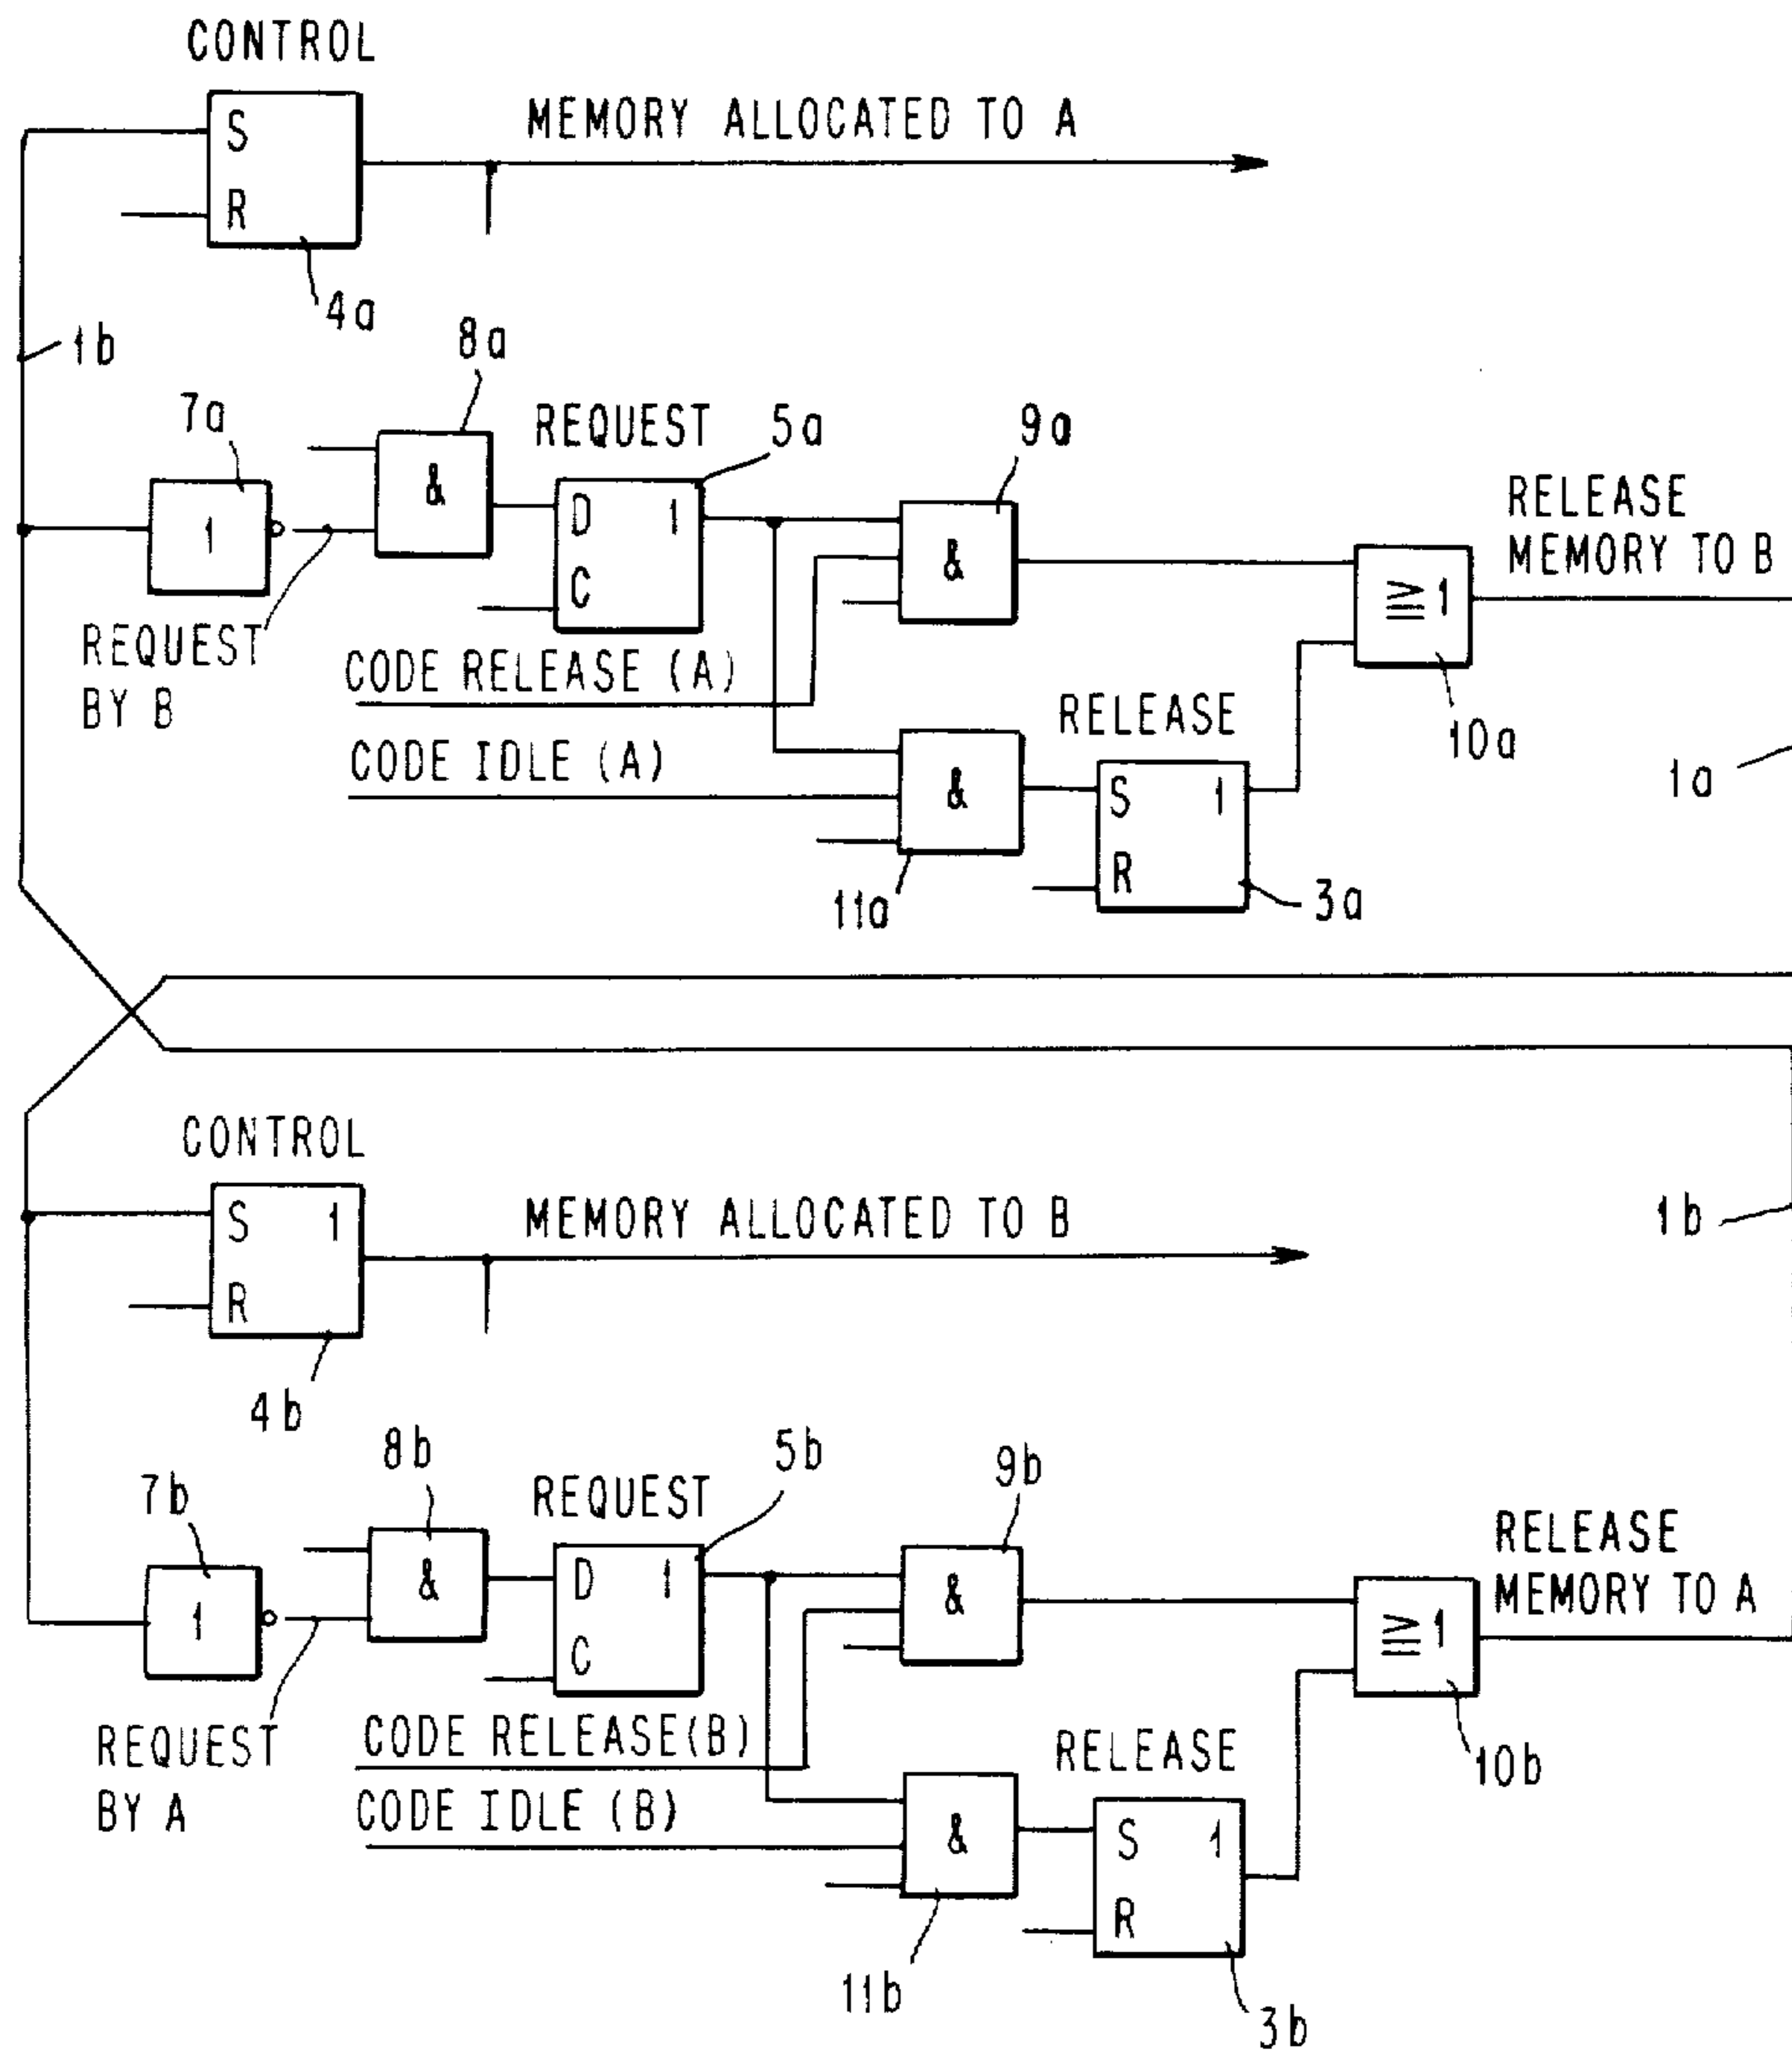 CONTROL
S
R
MEMORY ALLOCATED TO A
4a
1b
8a
7a
REQUEST
5a
9a
1
&
D 1
C
&
RELEASE
MEMORY TO B
≧ 1
REQUEST
BY B
CODE RELEASE (A)
RELEASE
10a
1a
CODE IDLE (A)
&
S 1
R
11a
3a
CONTROL
S 1
R
MEMORY ALLOCATED TO B
1b
4b
8b
7b
REQUEST
5b
9b
1
&
D 1
C
&
RELEASE
MEMORY TO A
≧ 1
REQUEST
BY A
CODE RELEASE(B)
RELEASE
10b
CODE IDLE (B)
&
S 1
R
11b
3b